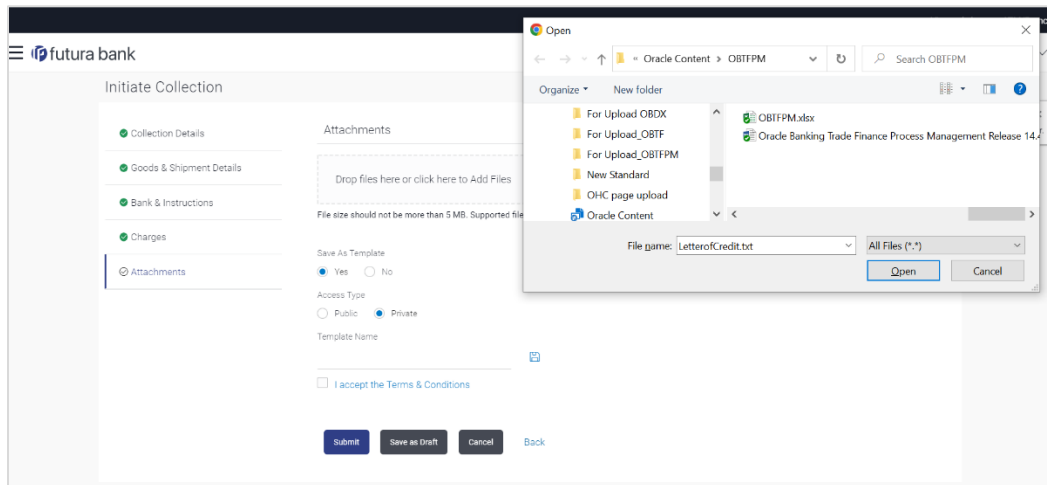 futura bank
Initiate Collection
Collection Details
Goods & Shipment Details
Bank & Instructions
Charges
Attachments
Attachments
Drop files here or click here to Add Files
File size should not be more than 5 MB. Supported file
Save As Template
Yes No
Access Type
Public Private
Template Name
I accept the Terms & Conditions
Submit Save as Draft Cancel Back
Open
« Oracle Content > OBTFPM
Search OBTFPM
Organize New folder
For Upload OBDX
For Upload_OBTF
For Upload_OBTFPM
New Standard
OHC page upload
Oracle Content
OBTFPM.xlsx
Oracle Banking Trade Finance Process Management Release 14.
File name: LetterofCredit.txt All Files (*.*)
Open Cancel